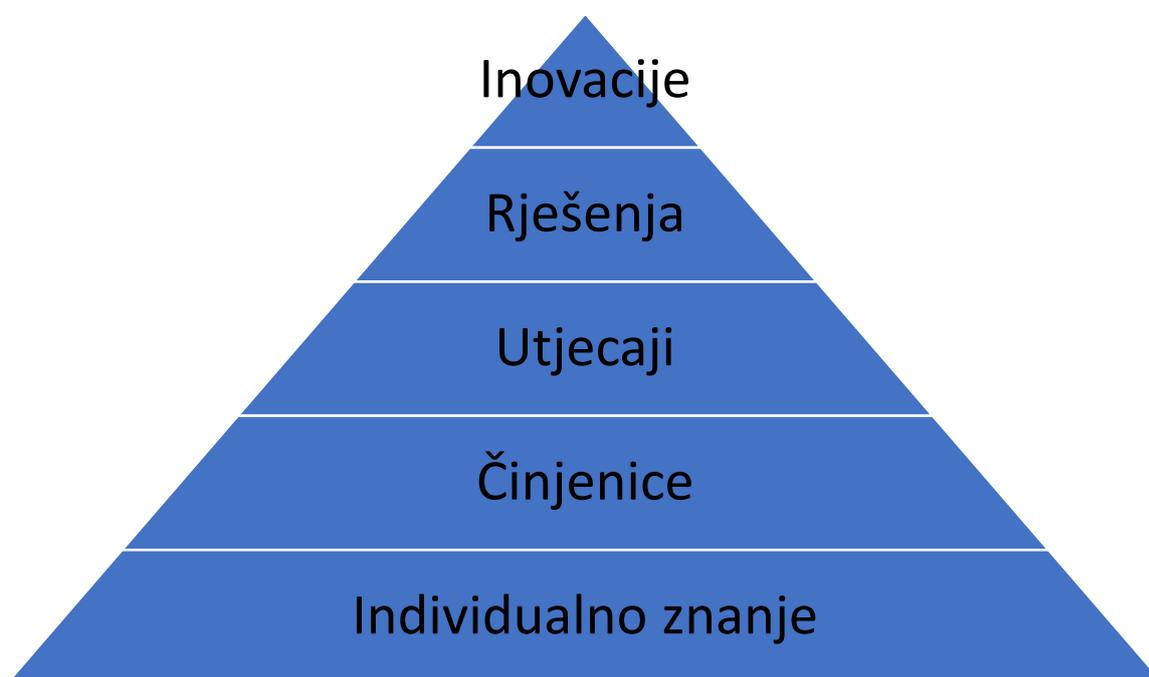 Inovacije
Rješenja
Utjecaji
Činjenice
Individualno znanje